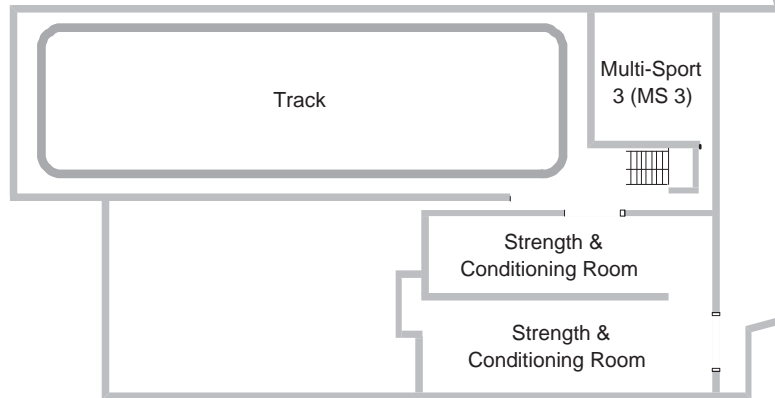 Track
Multi-Sport
3 (MS 3)
Strength &
Conditioning Room
Strength &
Conditioning Room